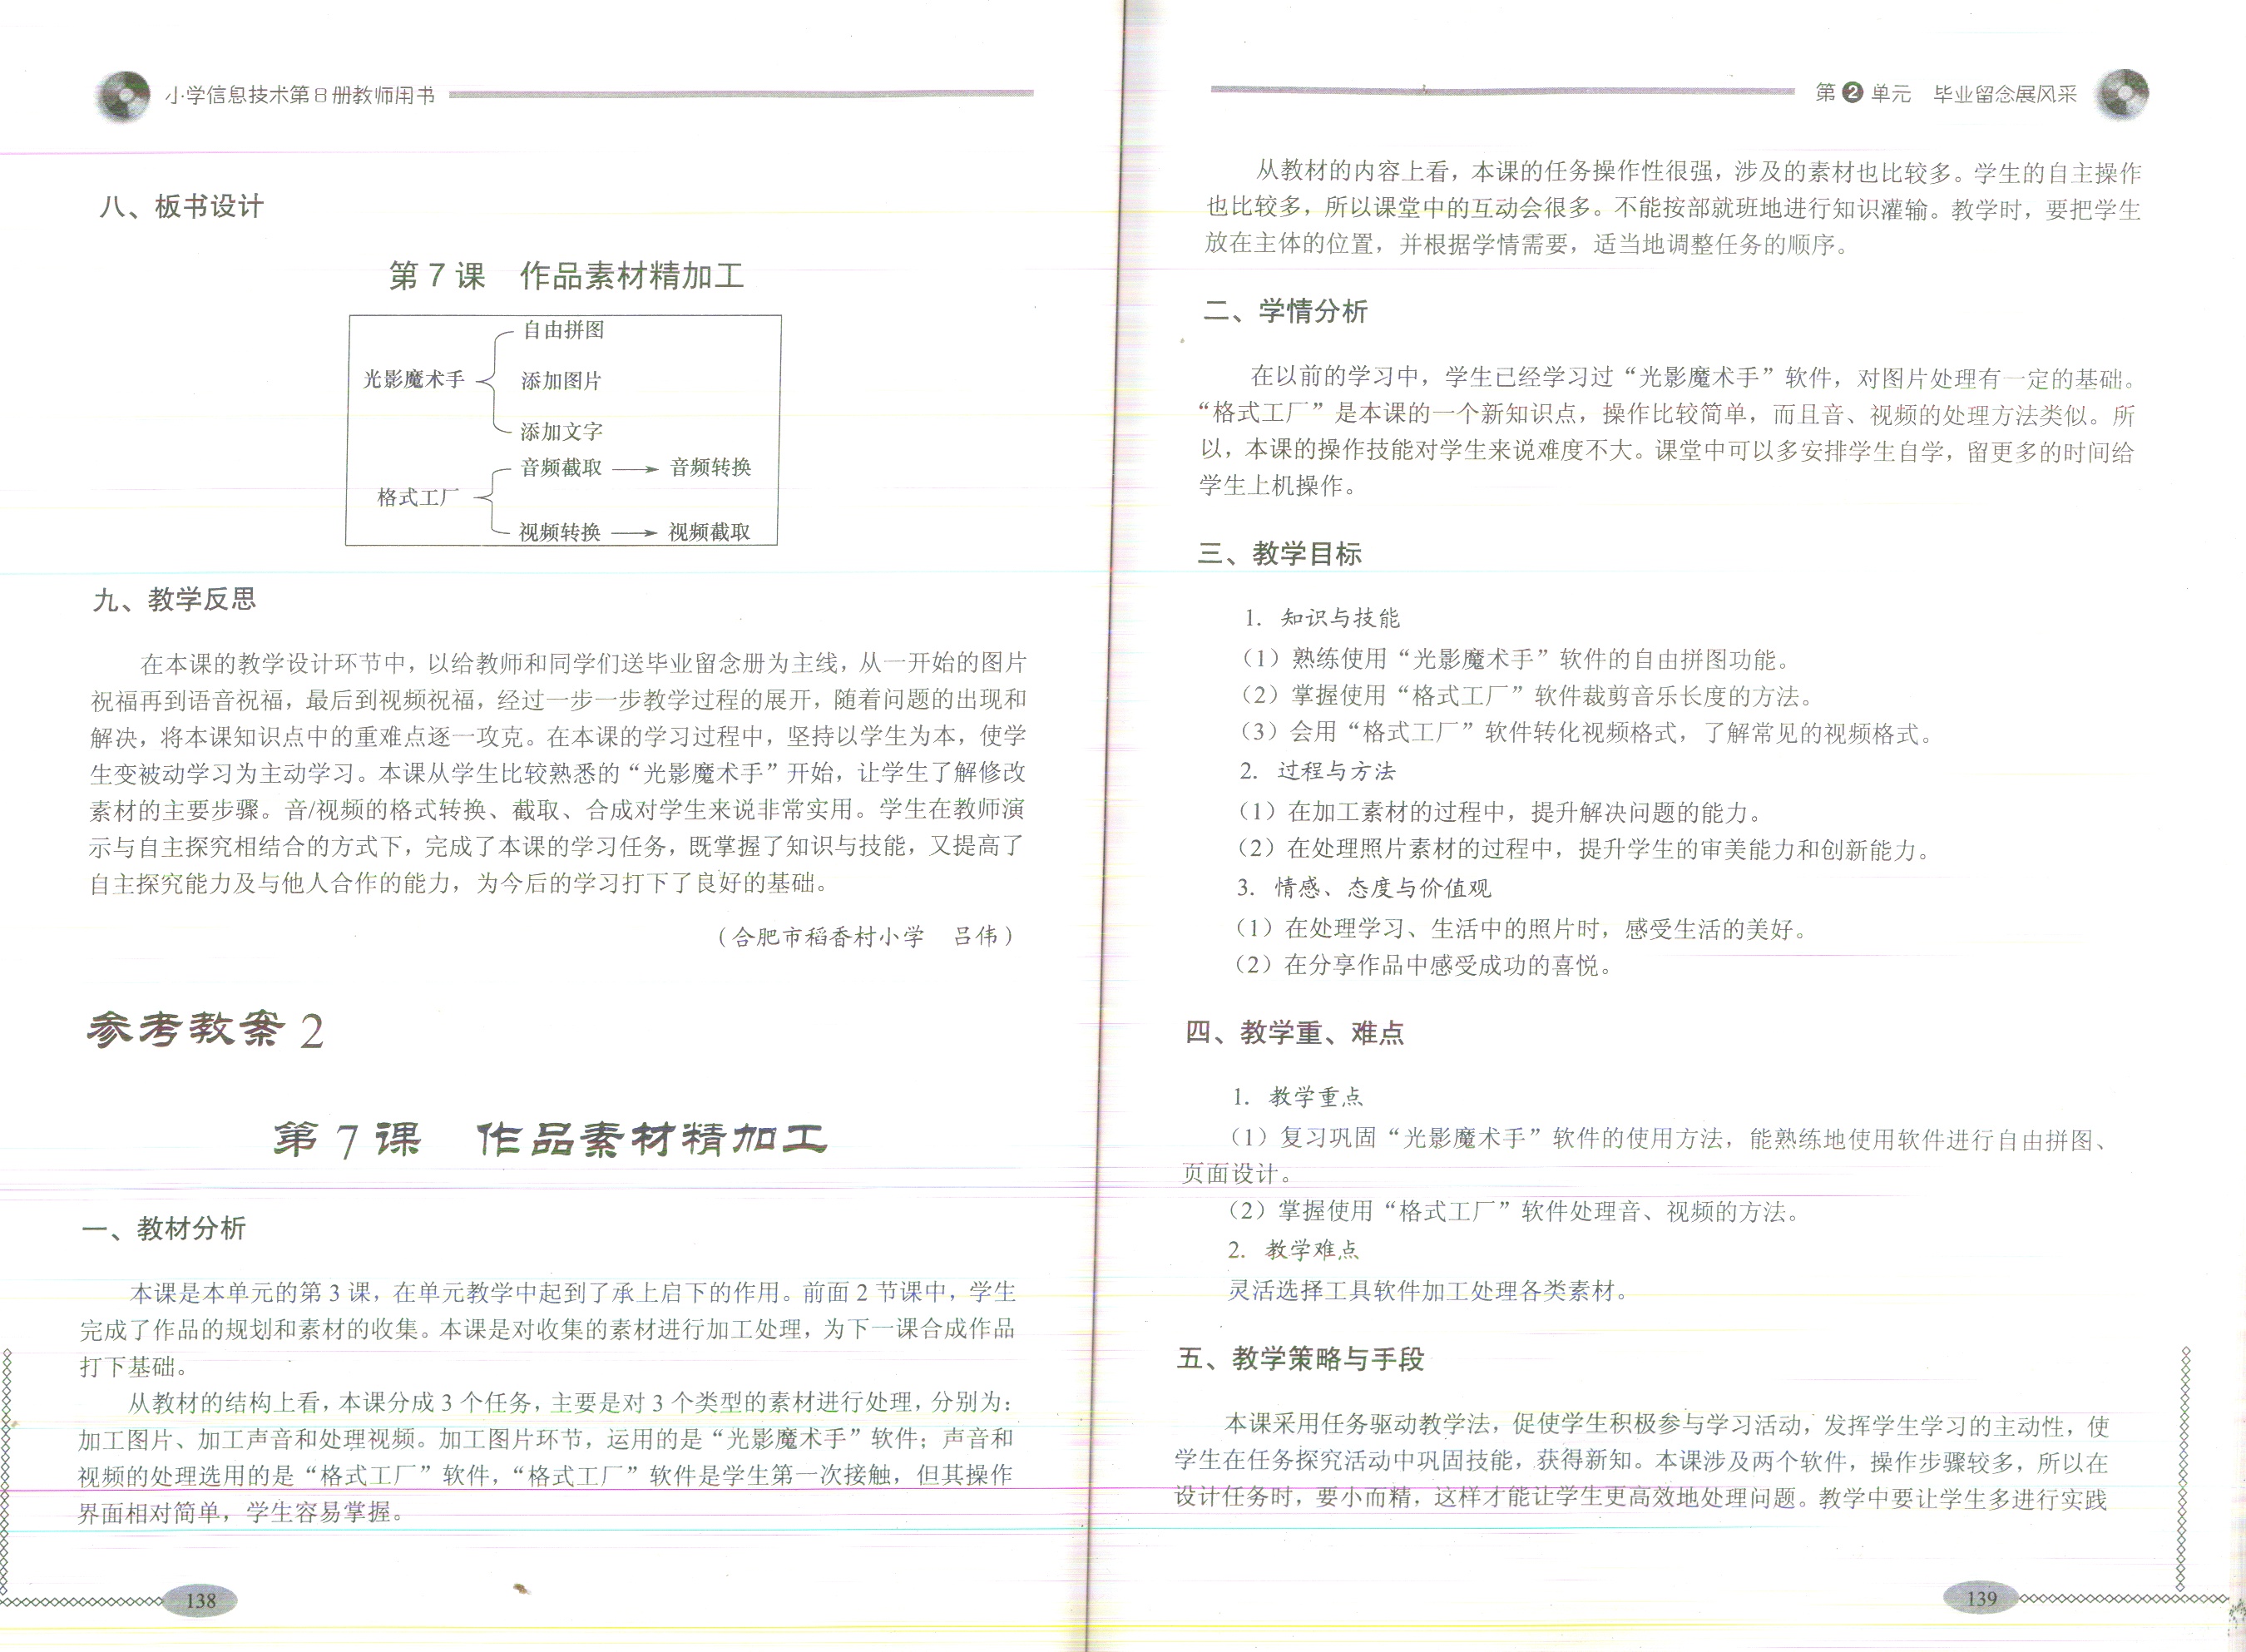 小学信息技术第8册教师用书
八、板书设计
第 7 课　作品素材精加工
自由拼图
光影魔术手
添加图片
添加文字
音频截取 → 音频转换
格式工厂
视频转换 → 视频截取
九、教学反思
在本课的教学设计环节中，以给教师和同学们送毕业留念册为主线，从一开始的图片
祝福再到语音祝福，最后到视频祝福，经过一步一步教学过程的展开，随着问题的出现和
解决，将本课知识点中的重难点逐一攻克。在本课的学习过程中，坚持以学生为本，使学
生变被动学习为主动学习。本课从学生比较熟悉的“光影魔术手”开始，让学生了解修改
素材的主要步骤。音/视频的格式转换、截取、合成对学生来说非常实用。学生在教师演
示与自主探究相结合的方式下，完成了本课的学习任务，既掌握了知识与技能，又提高了
自主探究能力及与他人合作的能力，为今后的学习打下了良好的基础。
（合肥市稻香村小学　吕伟）
参考教案 2
第 7 课　作品素材精加工
一、教材分析
本课是本单元的第 3 课，在单元教学中起到了承上启下的作用。前面 2 节课中，学生
完成了作品的规划和素材的收集。本课是对收集的素材进行加工处理，为下一课合成作品
打下基础。
从教材的结构上看，本课分成 3 个任务，主要是对 3 个类型的素材进行处理，分别为：
加工图片、加工声音和处理视频。加工图片环节，运用的是“光影魔术手”软件；声音和
视频的处理选用的是“格式工厂”软件，“格式工厂”软件是学生第一次接触，但其操作
界面相对简单，学生容易掌握。
138
第 2 单元　毕业留念展风采
从教材的内容上看，本课的任务操作性很强，涉及的素材也比较多。学生的自主操作
也比较多，所以课堂中的互动会很多。不能按部就班地进行知识灌输。教学时，要把学生
放在主体的位置，并根据学情需要，适当地调整任务的顺序。
二、学情分析
在以前的学习中，学生已经学习过“光影魔术手”软件，对图片处理有一定的基础。
“格式工厂”是本课的一个新知识点，操作比较简单，而且音、视频的处理方法类似。所
以，本课的操作技能对学生来说难度不大。课堂中可以多安排学生自学，留更多的时间给
学生上机操作。
三、教学目标
1. 知识与技能
（1）熟练使用“光影魔术手”软件的自由拼图功能。
（2）掌握使用“格式工厂”软件裁剪音乐长度的方法。
（3）会用“格式工厂”软件转化视频格式，了解常见的视频格式。
2. 过程与方法
（1）在加工素材的过程中，提升解决问题的能力。
（2）在处理照片素材的过程中，提升学生的审美能力和创新能力。
3. 情感、态度与价值观
（1）在处理学习、生活中的照片时，感受生活的美好。
（2）在分享作品中感受成功的喜悦。
四、教学重、难点
1. 教学重点
（1）复习巩固“光影魔术手”软件的使用方法，能熟练地使用软件进行自由拼图、
页面设计。
（2）掌握使用“格式工厂”软件处理音、视频的方法。
2. 教学难点
灵活选择工具软件加工处理各类素材。
五、教学策略与手段
本课采用任务驱动教学法，促使学生积极参与学习活动，发挥学生学习的主动性，使
学生在任务探究活动中巩固技能，获得新知。本课涉及两个软件，操作步骤较多，所以在
设计任务时，要小而精，这样才能让学生更高效地处理问题。教学中要让学生多进行实践
139